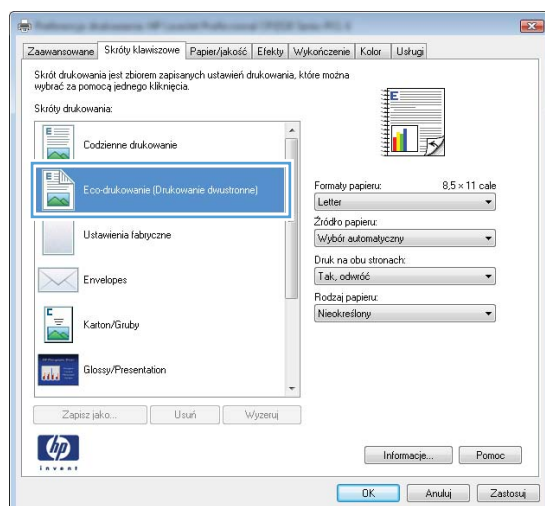 Zaawansowane Skróty klawiszowe Papier/jakość Efekty Wykończenie Kolor Usługi
Skrót drukowania jest zbiorem zapisanych ustawień drukowania, które można
wybrać za pomocą jednego kliknięcia.
Skróty drukowania:
Codzienne drukowanie
Eco-drukowanie (Drukowanie dwustronne)
Ustawienia fabryczne
Envelopes
Karton/Gruby
Glossy/Presentation
Zapisz jako... Usuń Wyzeruj
E
Formaty papieru: 8,5 × 11 cale
Letter
Źródło papieru:
Wybór automatyczny
Druk na obu stronach:
Tak, odwróć
Rodzaj papieru:
Nieokreślony
hp
invent
Informacje... Pomoc
OK Anuluj Zastosuj